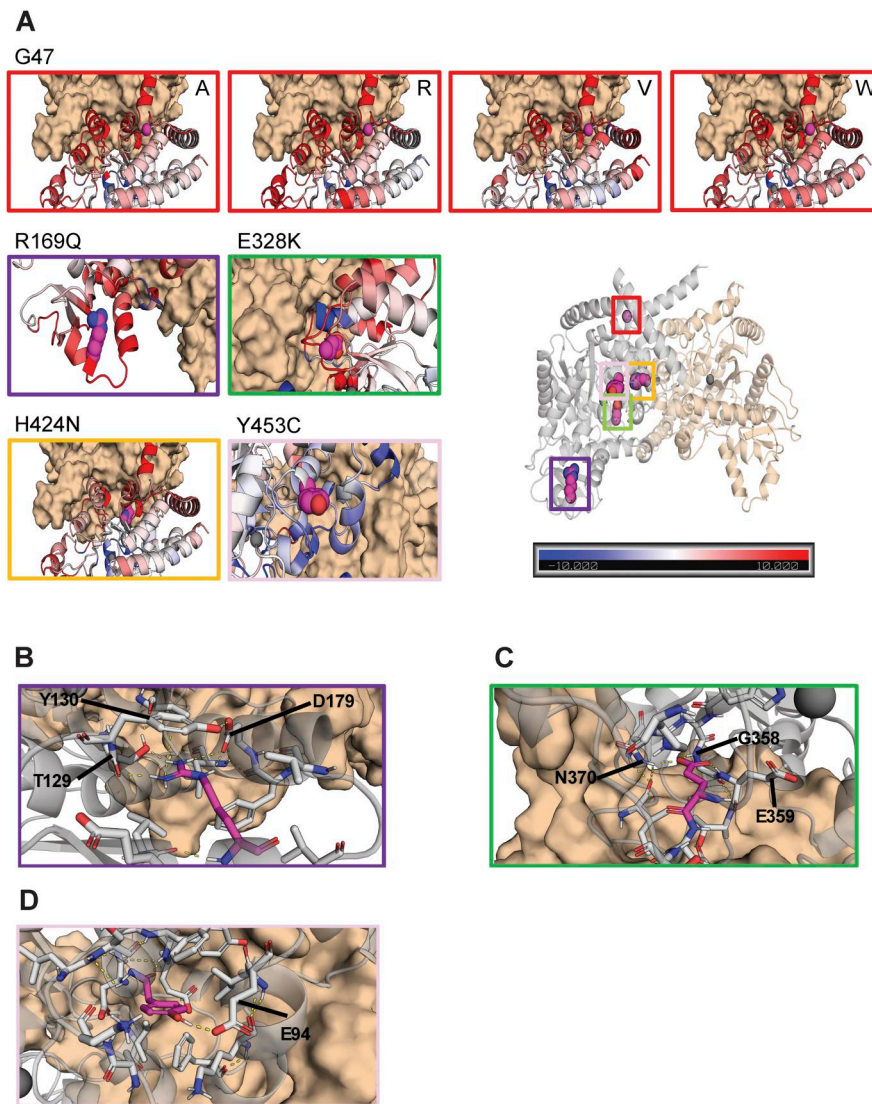 A
G47
A
R
V
W
R169Q
E328K
H424N
Y453C
-10.000
10.000
B
C
Y130
D179
T129
G358
N370
E359
D
E94